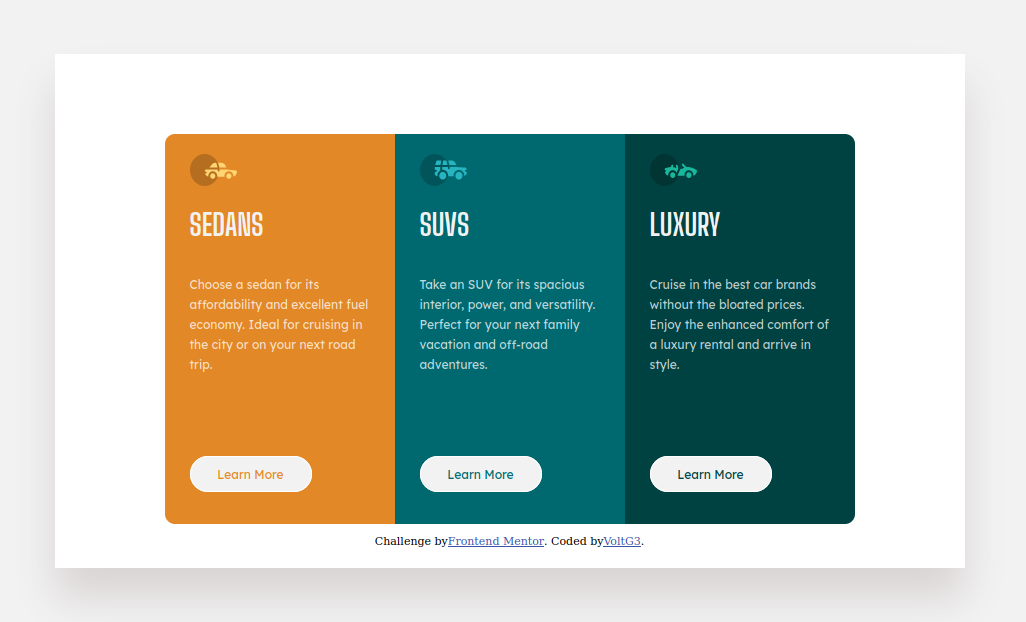 SEDANS
Choose a sedan for its
affordability and excellent fuel
economy. Ideal for cruising in
the city or on your next road
trip.
Learn More
SUVS
Take an SUV for its spacious
interior, power, and versatility.
Perfect for your next family
vacation and off-road
adventures.
Learn More
LUXURY
Cruise in the best car brands
without the bloated prices.
Enjoy the enhanced comfort of
a luxury rental and arrive in
style.
Learn More
Challenge byFrontend Mentor. Coded byVoltG3.